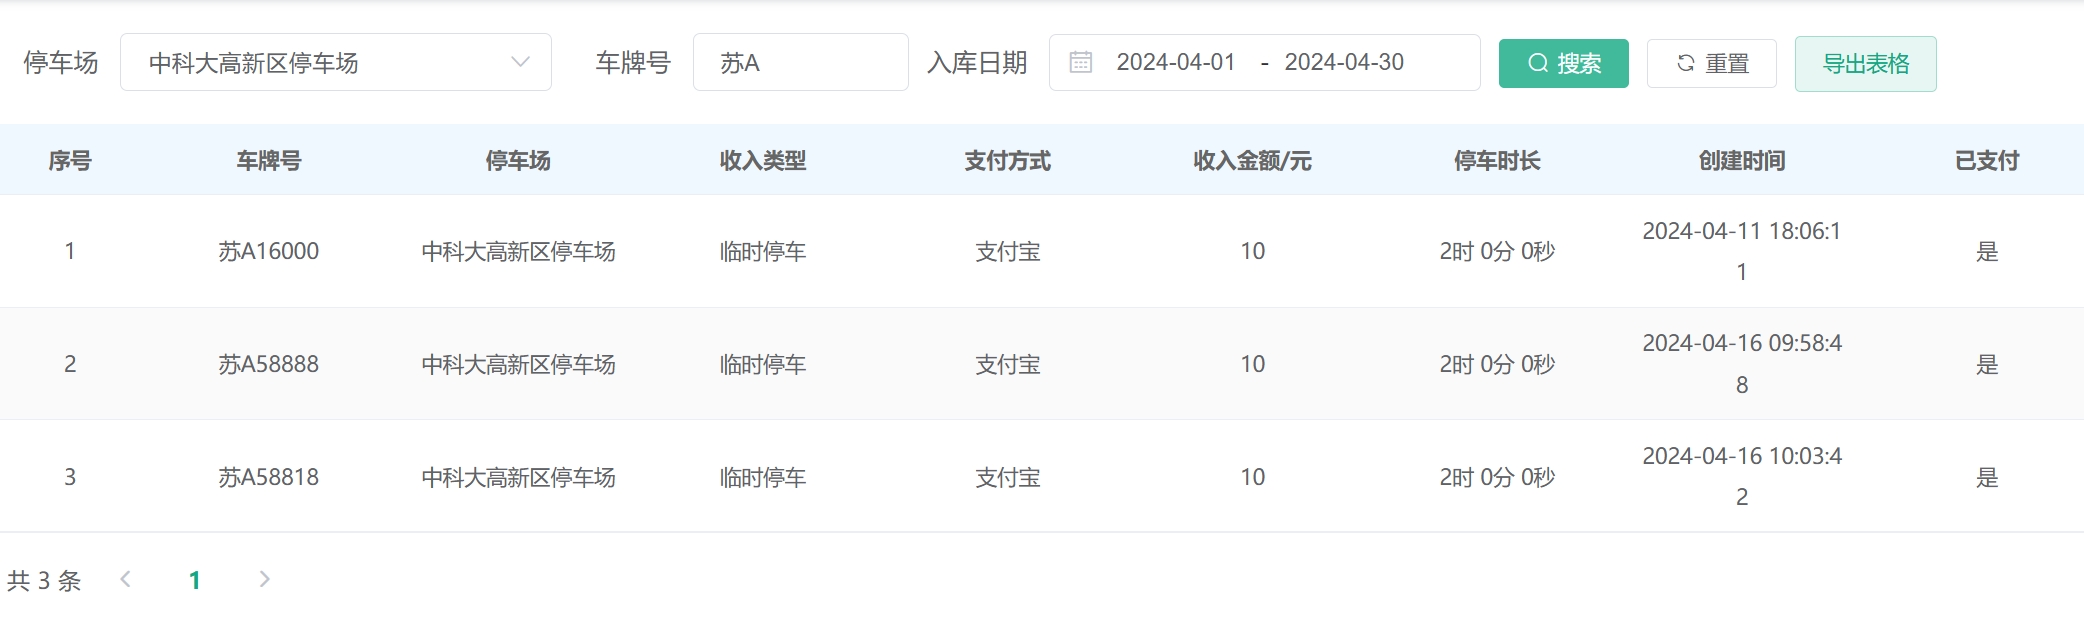 停车场 中科大高新区停车场 车牌号 苏A 入库日期 2024-04-01 - 2024-04-30 搜索 重置 导出表格
序号 车牌号 停车场 收入类型 支付方式 收入金额/元 停车时长 创建时间 已支付
1 苏A16000 中科大高新区停车场 临时停车 支付宝 10 2时 0分 0秒 2024-04-11 18:06:1
1 是
2 苏A58888 中科大高新区停车场 临时停车 支付宝 10 2时 0分 0秒 2024-04-16 09:58:4
8 是
3 苏A58818 中科大高新区停车场 临时停车 支付宝 10 2时 0分 0秒 2024-04-16 10:03:4
2 是
共 3 条 1